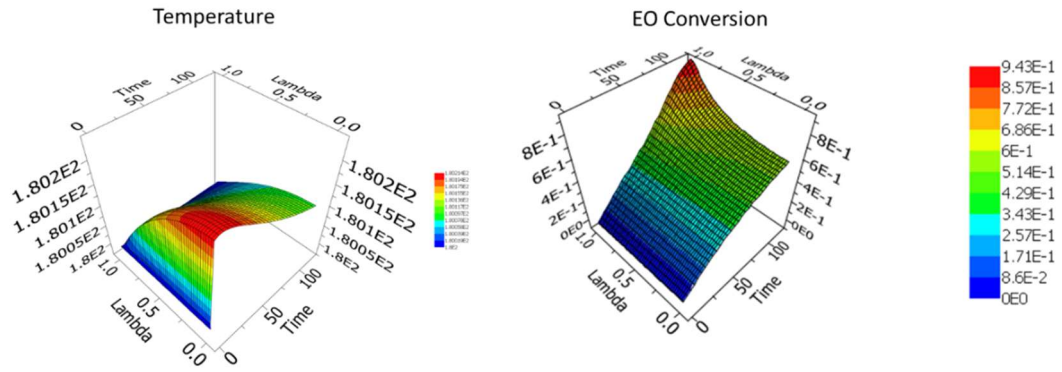 Temperature
EO Conversion
Time
0
50
100
1.0
Lambda
0.5
0.0
1.802E2
1.8015E2
1.801E2
1.8005E2
1.8E2
1.802E2
1.8015E2
1.801E2
1.8005E2
1.8E2
1.0
Lambda
0.5
0.0
0
50
Time
100
Time
0
50
100
1.0
Lambda
0.5
0.0
8E-1
6E-1
4E-1
2E-1
0E0
8E-1
6E-1
4E-1
2E-1
0E0
1.0
Lambda
0.5
0.0
0
50
Time
100
9.43E-1
8.57E-1
7.72E-1
6.86E-1
6E-1
5.14E-1
4.29E-1
3.43E-1
2.57E-1
1.71E-1
8.6E-2
0E0